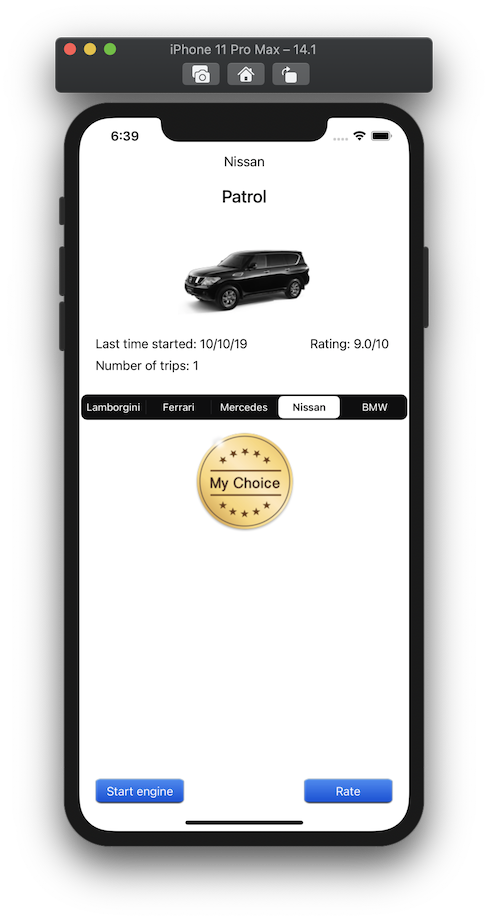 iPhone 11 Pro Max – 14.1
6:39
Nissan
Patrol
Last time started: 10/10/19 Rating: 9.0/10
Number of trips: 1
Lamborgini Ferrari Mercedes Nissan BMW
My Choice
Start engine Rate